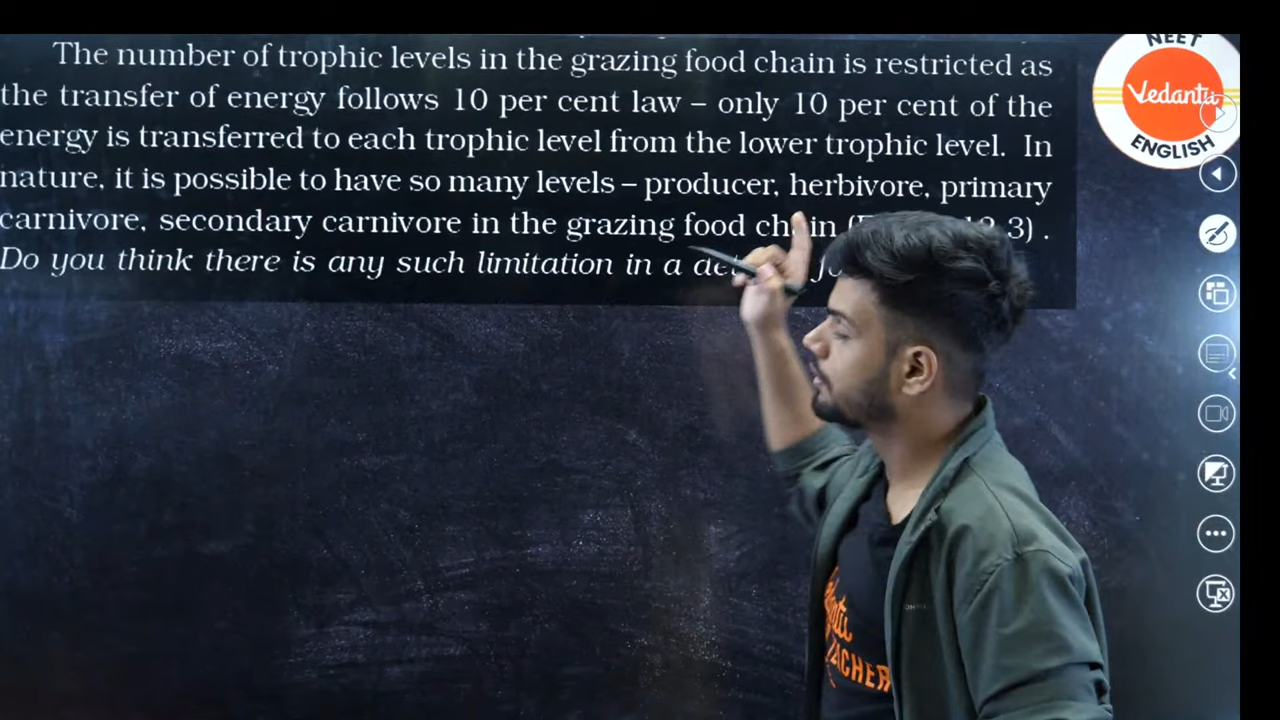 The number of trophic levels in the grazing food chain is restricted as
the transfer of energy follows 10 per cent law – only 10 per cent of the
energy is transferred to each trophic level from the lower trophic level. In
nature, it is possible to have so many levels – producer, herbivore, primary
carnivore, secondary carnivore in the grazing food chain 3) .
Do you think there is any such limitation in a
NEET
Vedantu
ENGLISH
TEACHER